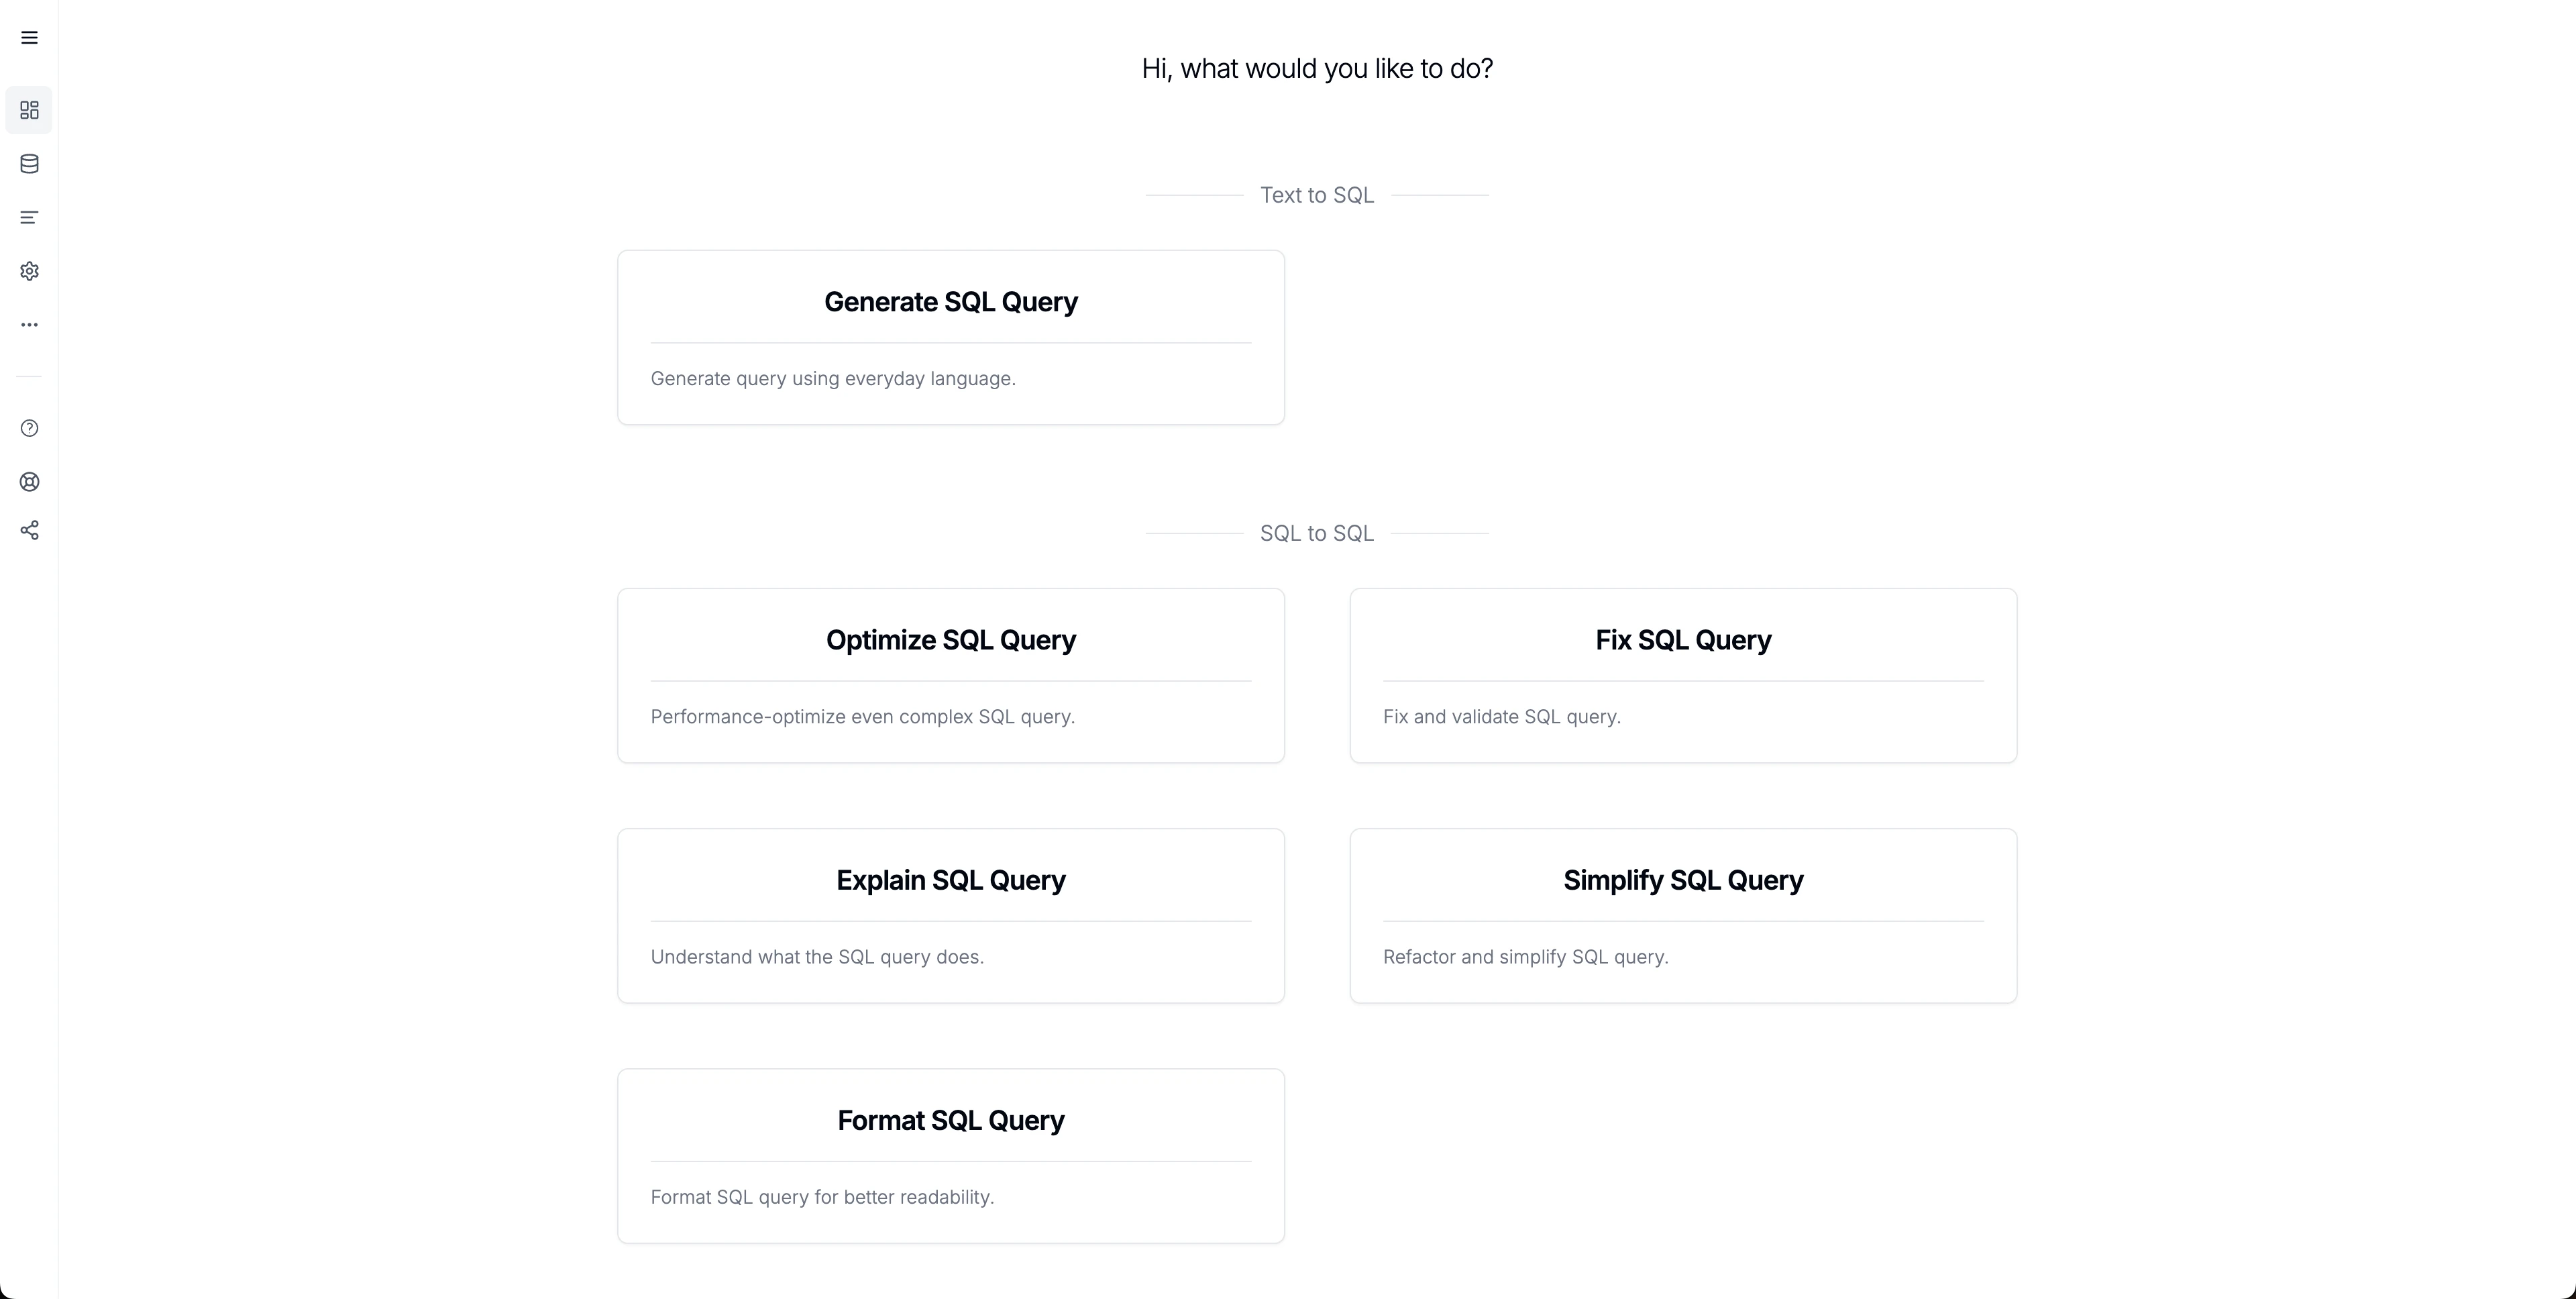 Hi, what would you like to do?
Text to SQL
Generate SQL Query
Generate query using everyday language.
SQL to SQL
Optimize SQL Query
Performance-optimize even complex SQL query.
Fix SQL Query
Fix and validate SQL query.
Explain SQL Query
Understand what the SQL query does.
Simplify SQL Query
Refactor and simplify SQL query.
Format SQL Query
Format SQL query for better readability.